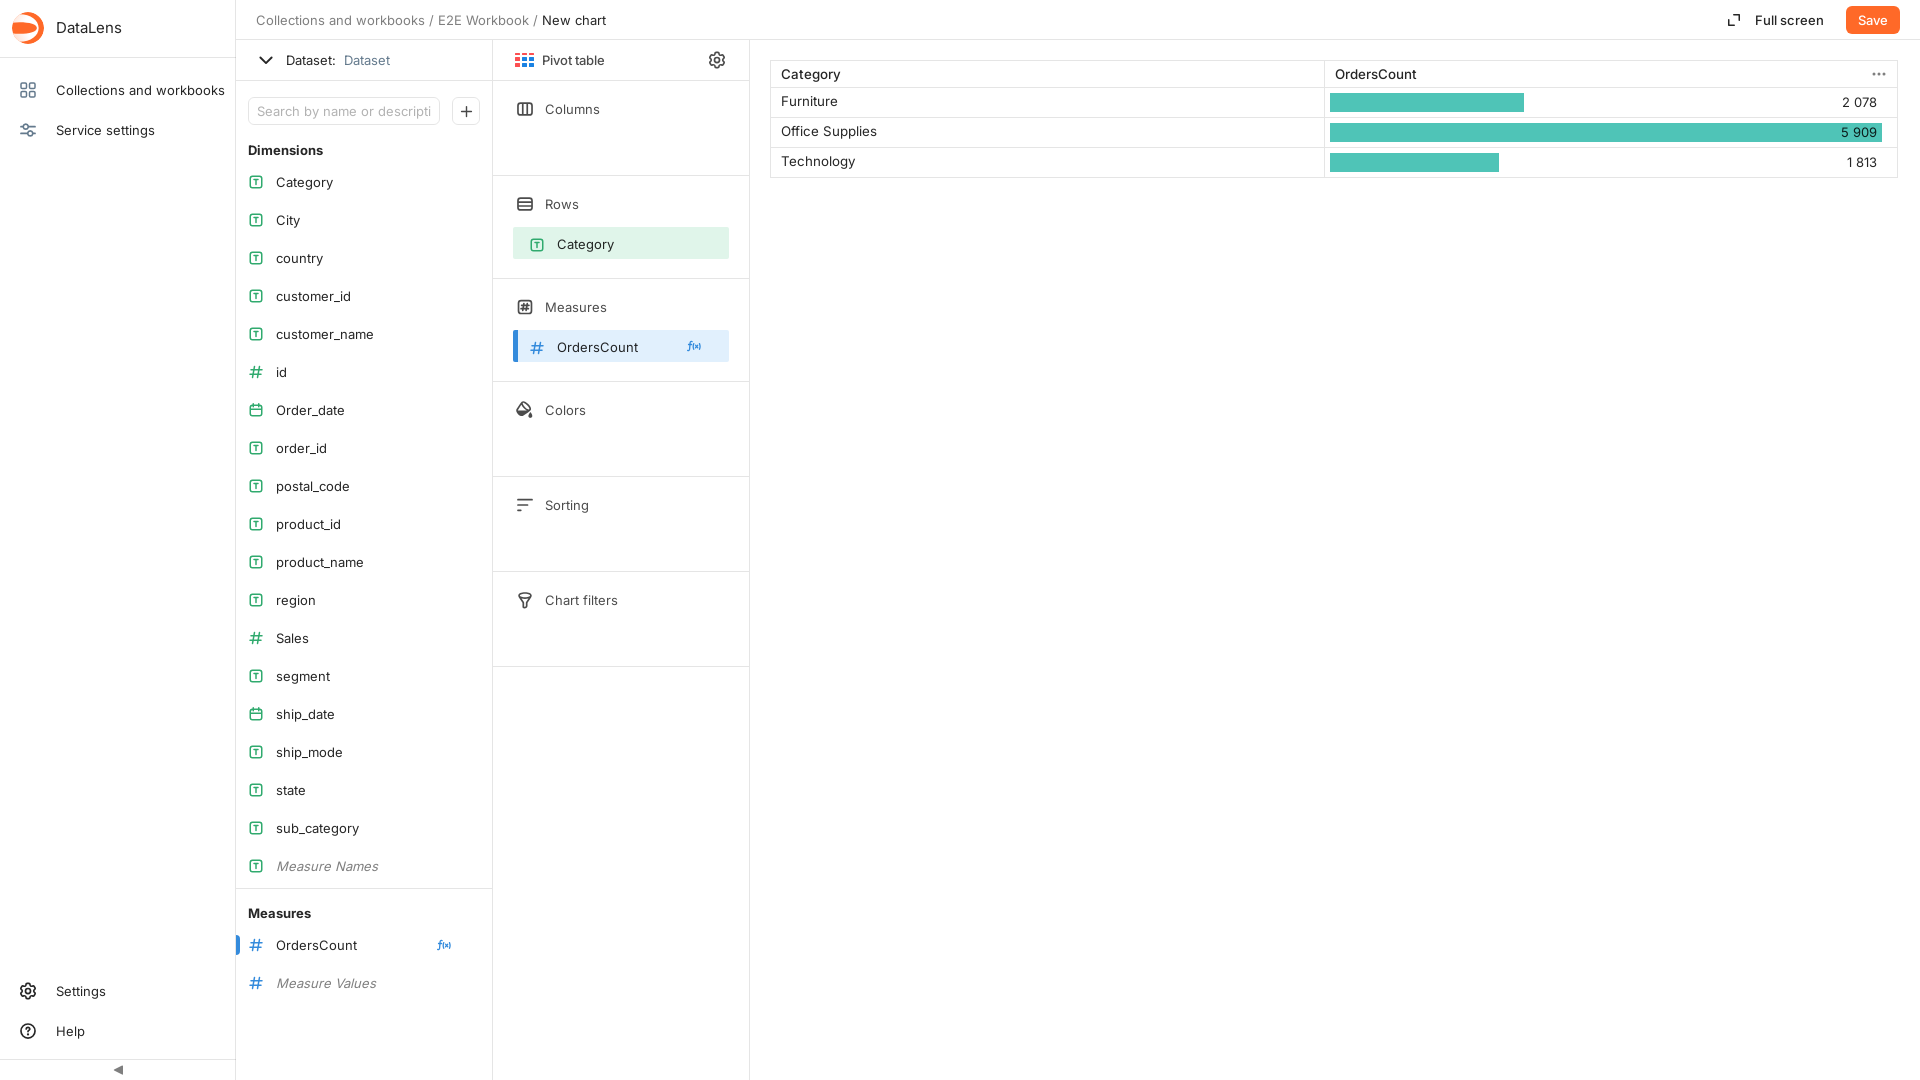 DataLens
Collections and workbooks
Service settings
Settings
Help
Collections and workbooks / E2E Workbook / New chart
Full screen
Save
Dataset: Dataset
Search by name or descripti
Dimensions
Category
City
country
customer_id
customer_name
id
Order_date
order_id
postal_code
product_id
product_name
region
Sales
segment
ship_date
ship_mode
state
sub_category
Measure Names
Measures
OrdersCount
Measure Values
Pivot table
Columns
Rows
Category
Measures
OrdersCount
Colors
Sorting
Chart filters
Category OrdersCount
Furniture 2 078
Office Supplies 5 909
Technology 1 813